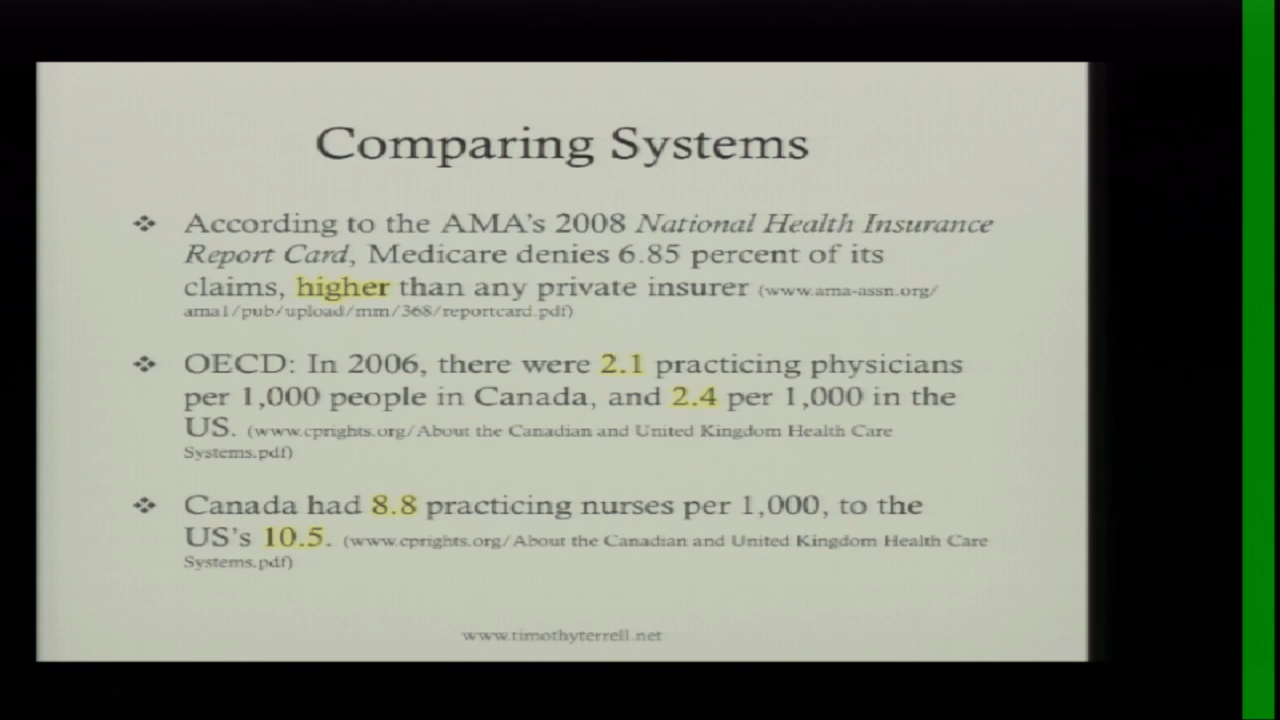 Comparing Systems
❖ According to the AMA's 2008 National Health Insurance
Report Card, Medicare denies 6.85 percent of its
claims, higher than any private insurer (www.ama-assn.org/
ama1/pub/upload/mm/368/reportcard.pdf)
❖ OECD: In 2006, there were 2.1 practicing physicians
per 1,000 people in Canada, and 2.4 per 1,000 in the
US. (www.cprights.org/About the Canadian and United Kingdom Health Care
Systems.pdf)
❖ Canada had 8.8 practicing nurses per 1,000, to the
US's 10.5. (www.cprights.org/About the Canadian and United Kingdom Health Care
Systems.pdf)
www.timothyterrell.net